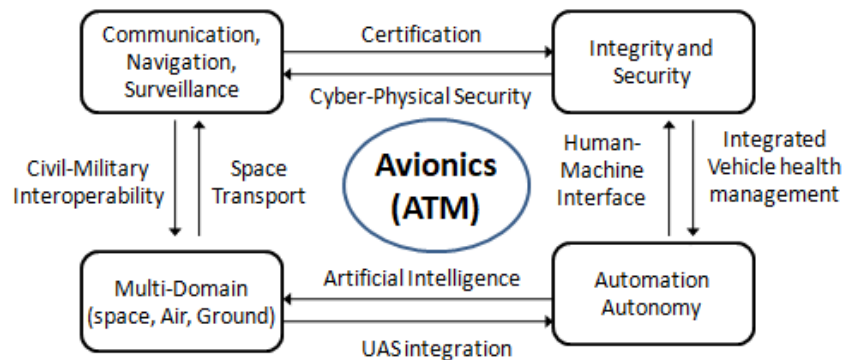 Communication,
Navigation,
Surveillance
Certification
Cyber-Physical Security
Integrity and
Security
Civil-Military
Interoperability
Space
Transport
Avionics
(ATM)
Human-
Machine
Interface
Integrated
Vehicle health
management
Multi-Domain
(space, Air, Ground)
Artificial Intelligence
UAS integration
Automation
Autonomy